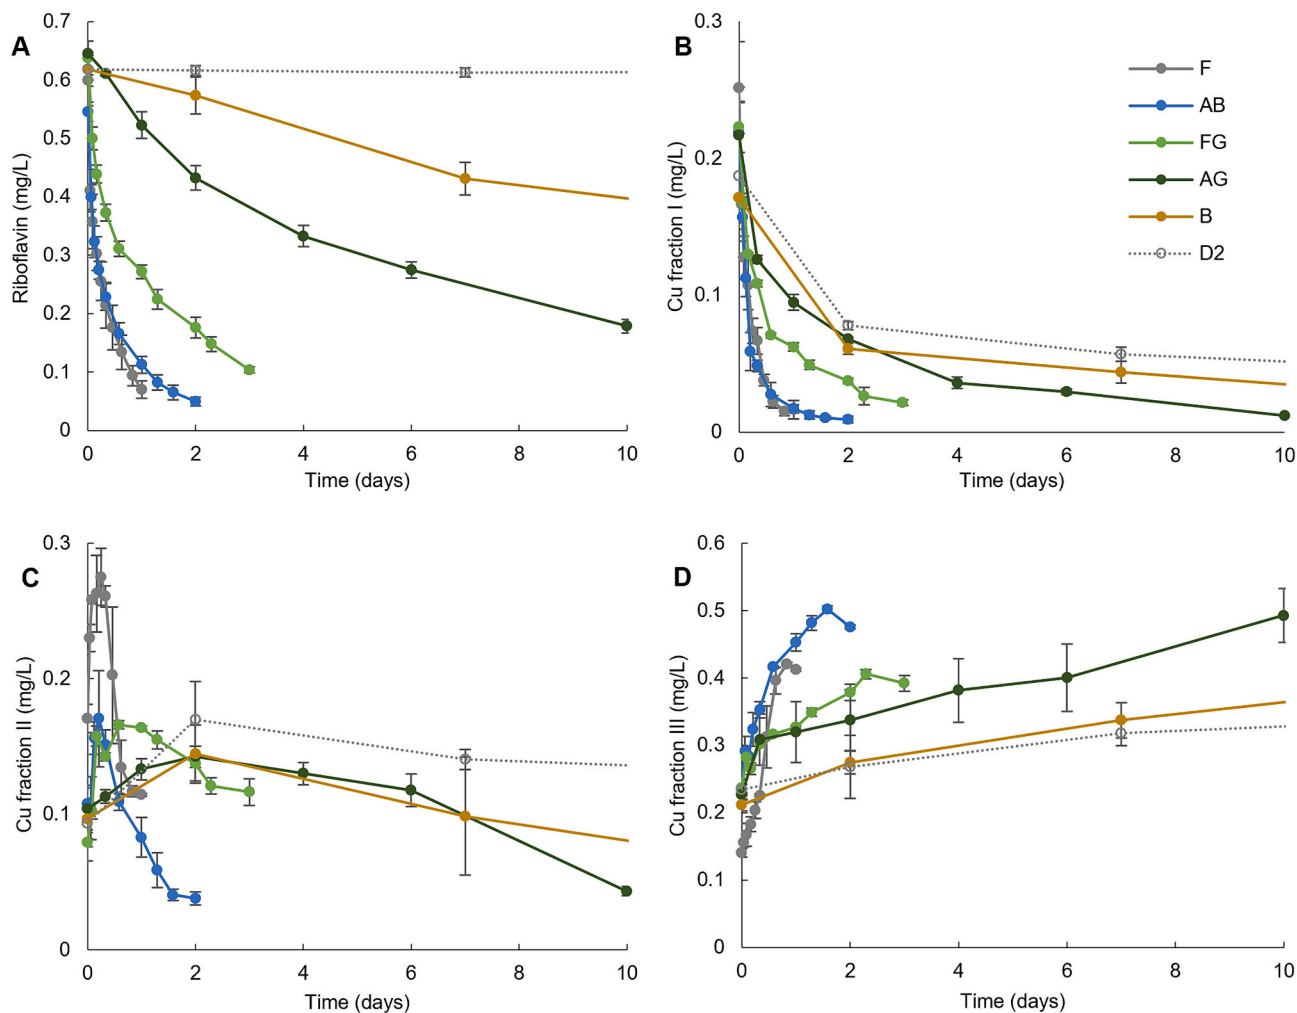 A
Riboflavin (mg/L)
0.7
0.6
0.5
0.4
0.3
0.2
0.1
0
0 2 4 6 8 10
Time (days)
B
Cu fraction I (mg/L)
0.3
0.2
0.1
0
0 2 4 6 8 10
Time (days)
F
AB
FG
AG
B
D2
C
Cu fraction II (mg/L)
0.3
0.2
0.1
0
0 2 4 6 8 10
Time (days)
D
Cu fraction III (mg/L)
0.6
0.5
0.4
0.3
0.2
0.1
0
0 2 4 6 8 10
Time (days)